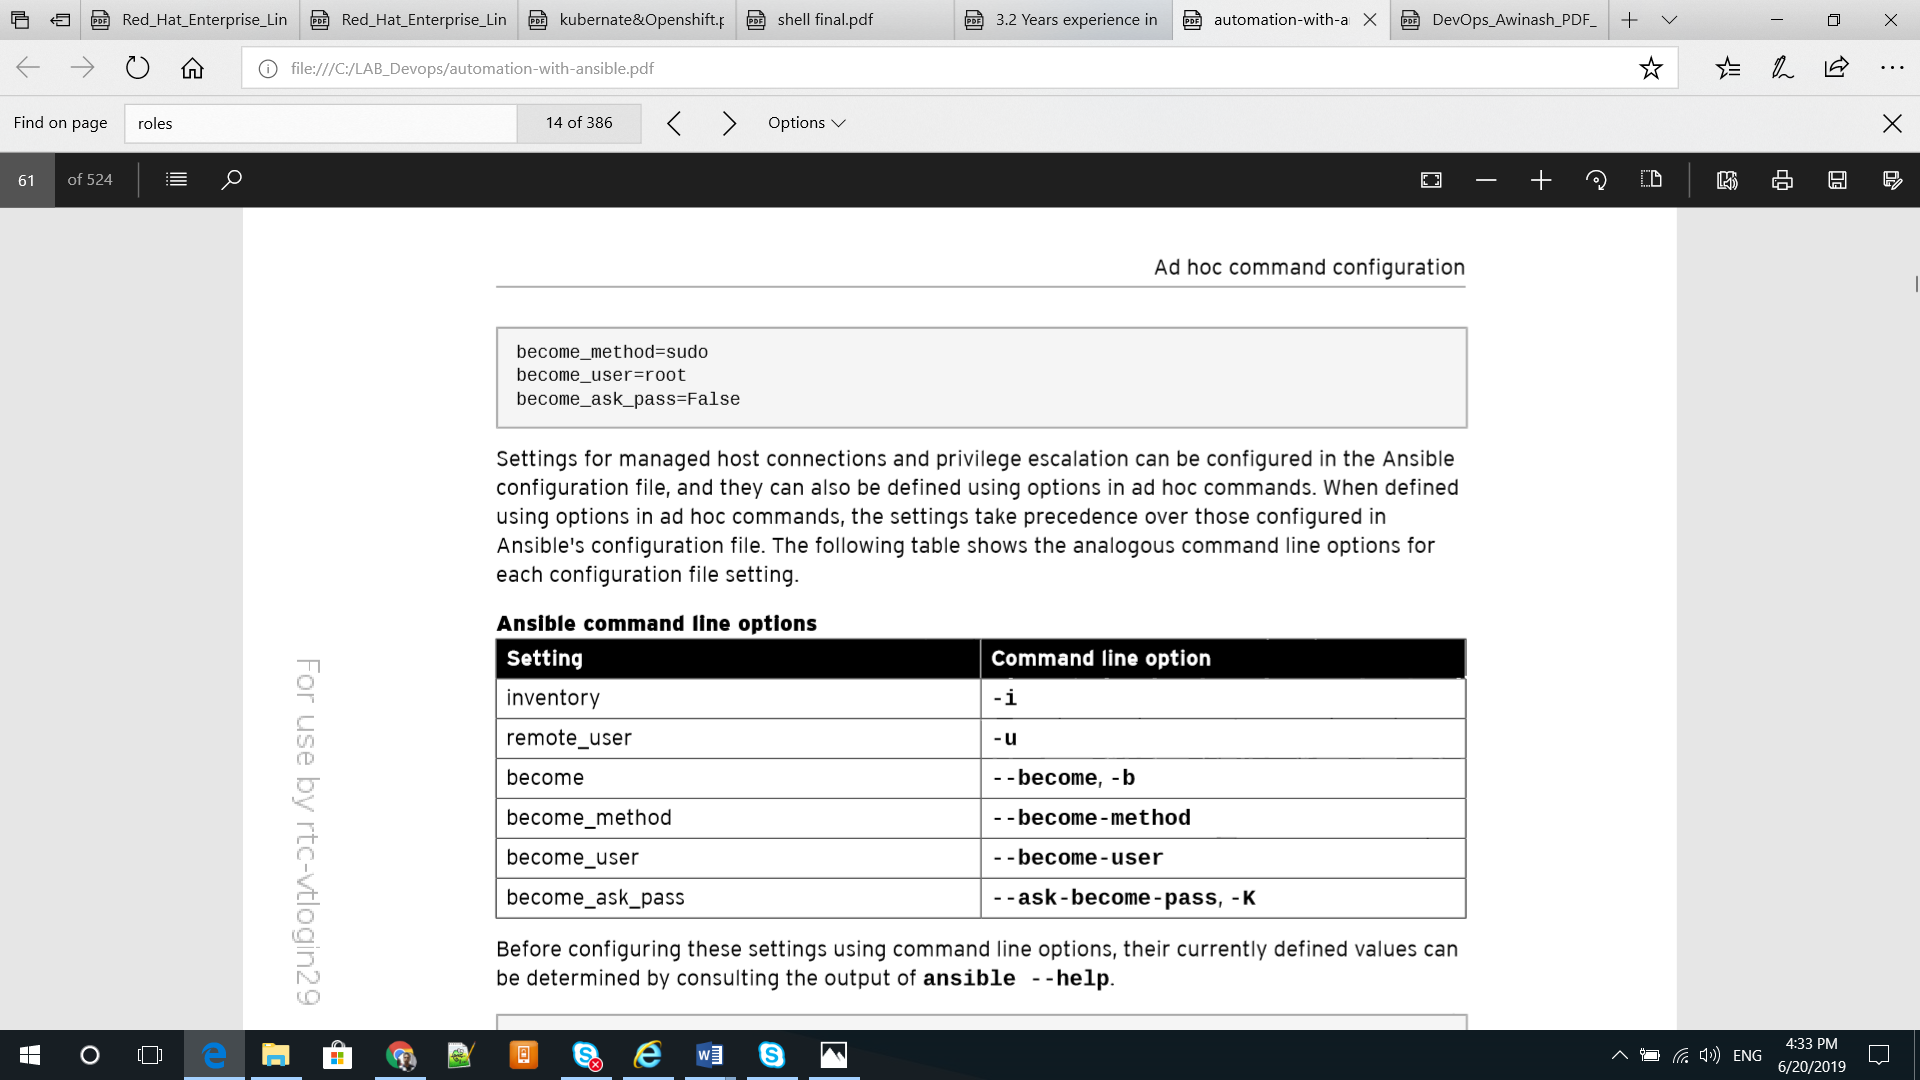 Red_Hat_Enterprise_Lin
Red_Hat_Enterprise_Lin
kubernate&Openshift.p
shell final.pdf
3.2 Years experience in
automation-with-a
DevOps_Awinash_PDF_
file:///C:/LAB_Devops/automation-with-ansible.pdf
Find on page
roles
14 of 386
Options
61 of 524
Ad hoc command configuration
become_method=sudo
become_user=root
become_ask_pass=False
Settings for managed host connections and privilege escalation can be configured in the Ansible
configuration file, and they can also be defined using options in ad hoc commands. When defined
using options in ad hoc commands, the settings take precedence over those configured in
Ansible's configuration file. The following table shows the analogous command line options for
each configuration file setting.
Ansible command line options
Setting Command line option
inventory -i
remote_user -u
become --become, -b
become_method --become-method
become_user --become-user
become_ask_pass --ask-become-pass, -K
Before configuring these settings using command line options, their currently defined values can
be determined by consulting the output of ansible --help.
For use by rtc-vtlogin29
ENG
4:33 PM
6/20/2019